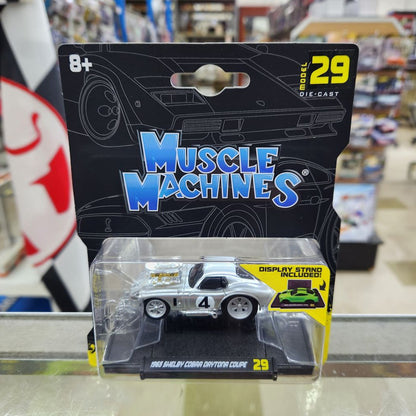 8+
MODEL 29
DIE-CAST
MUSCLE
MACHINES®
DISPLAY STAND
INCLUDED!
4
1965 SHELBY COBRA DAYTONA COUPE 29